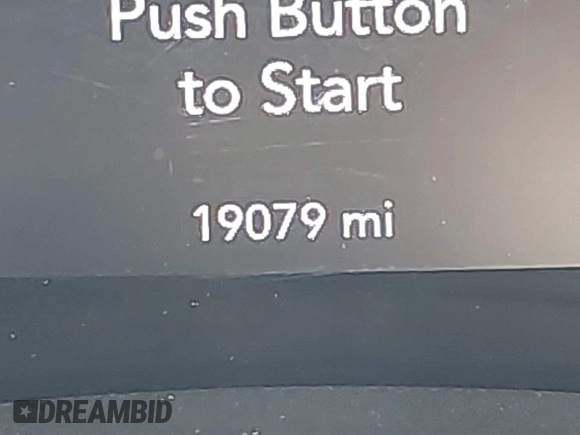 Push Button
to Start
19079 mi
DREAMBID